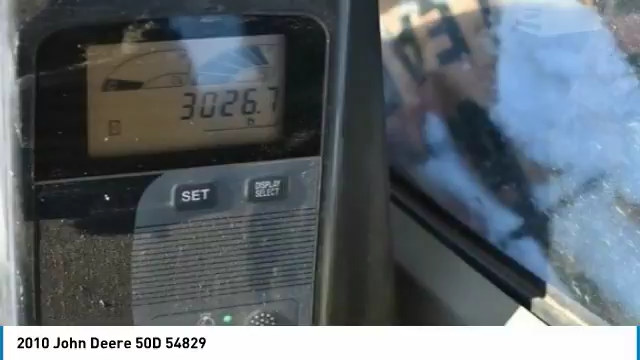 3026.7
h
SET
DISPLAY
SELECT
2010 John Deere 50D 54829